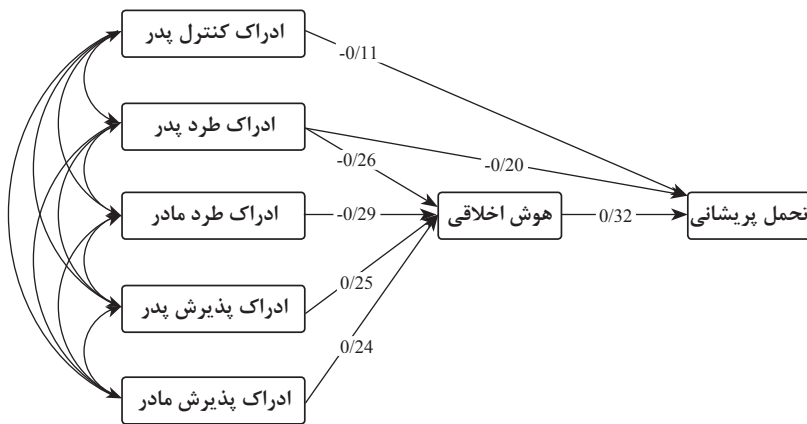 ادراک کنترل پدر
-0/11
ادراک طرد پدر
-0/20
-0/26
ادراک طرد مادر
-0/29
هوش اخلاقی
0/32
تحمل پریشانی
ادراک پذیرش پدر
0/25
0/24
ادراک پذیرش مادر